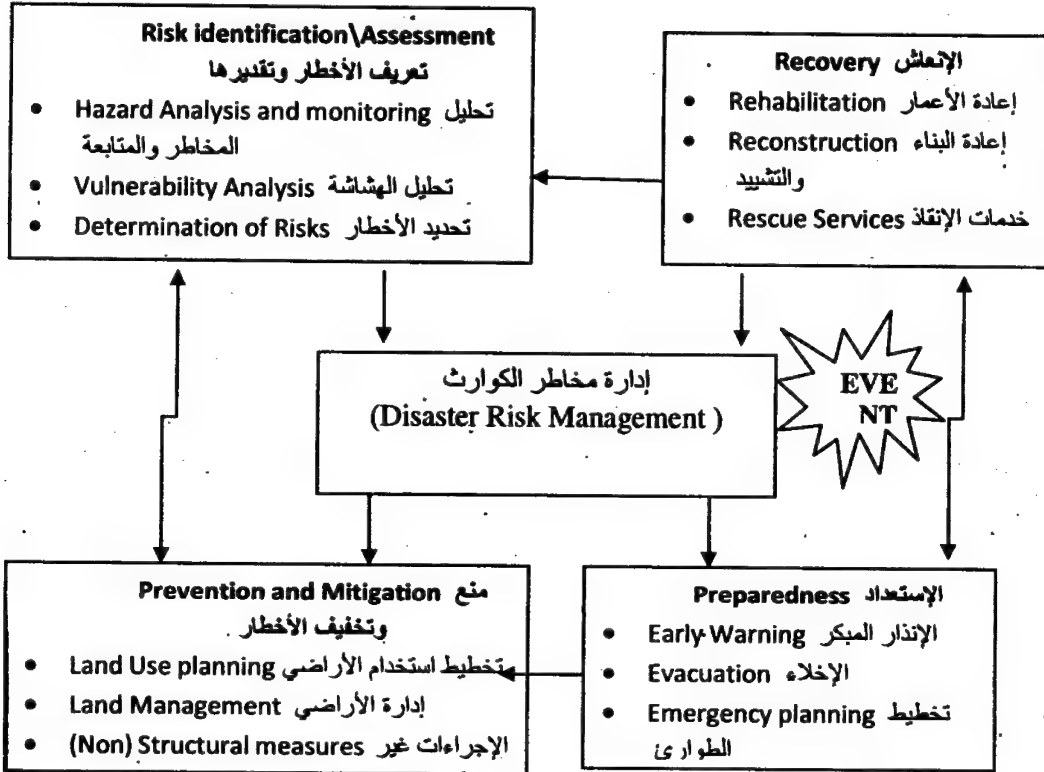 Risk identification\Assessment
تعريف الأخطار وتقديرها
• Hazard Analysis and monitoring تحليل
المخاطر والمتابعة
• Vulnerability Analysis تحليل الهشاشة
• Determination of Risks تحديد الأخطار
Recovery الإنعاش
• Rehabilitation إعادة الأعمار
• Reconstruction إعادة البناء
والتشييد
• Rescue Services خدمات الإنقاذ
إدارة مخاطر الكوارث
(Disaster Risk Management )
EVE
NT
Prevention and Mitigation منع
وتخفيف الأخطار
• Land Use planning تخطيط استخدام الأراضي
• Land Management إدارة الأراضي
• (Non) Structural measures الإجراءات غير
Preparedness الإستعداد
• Early Warning الإنذار المبكر
• Evacuation الإخلاء
• Emergency planning تخطيط
الطوارئ